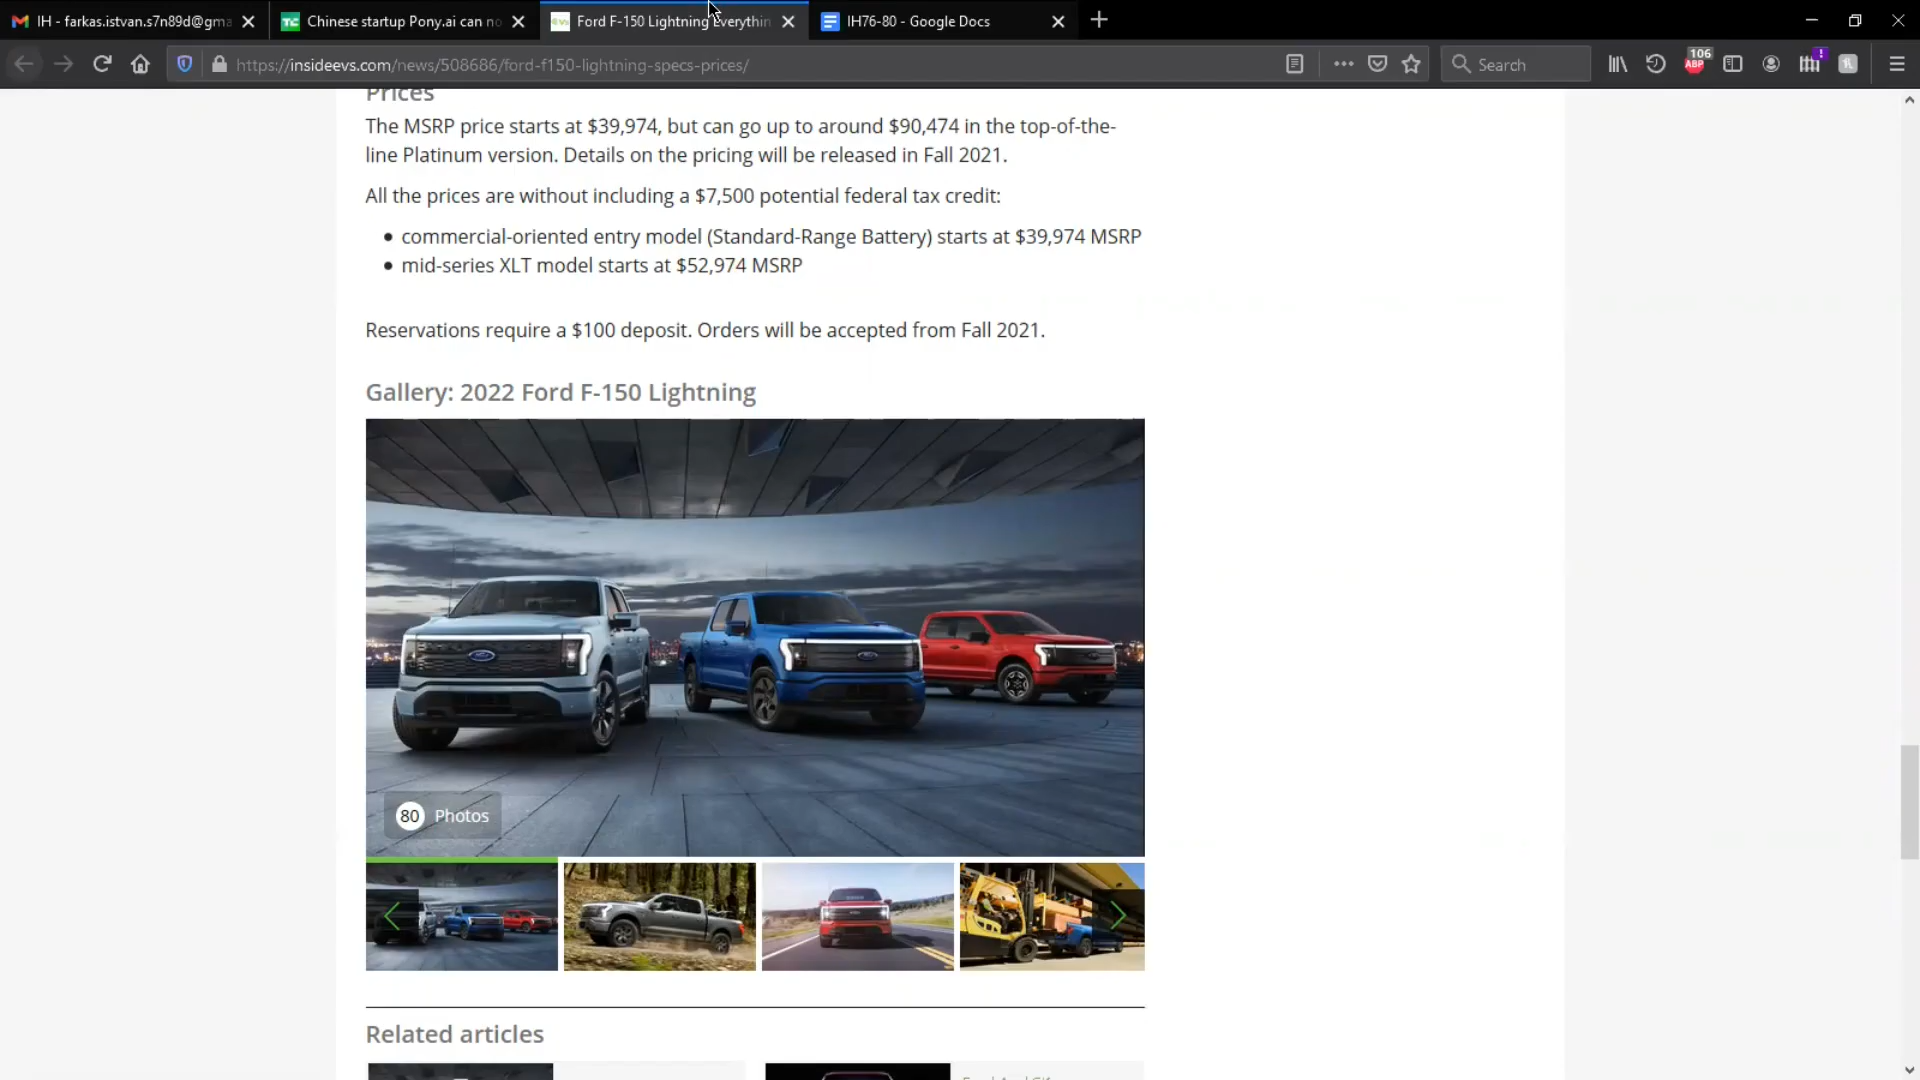 IH - farkas.istvan.s7n89d@gma
Chinese startup Pony.ai can no
Ford F-150 Lightning Everythin
IH76-80 - Google Docs
https://insideevs.com/news/508686/ford-f150-lightning-specs-prices/
Search
106
ABP
Prices
The MSRP price starts at $39,974, but can go up to around $90,474 in the top-of-the-
line Platinum version. Details on the pricing will be released in Fall 2021.
All the prices are without including a $7,500 potential federal tax credit:
• commercial-oriented entry model (Standard-Range Battery) starts at $39,974 MSRP
• mid-series XLT model starts at $52,974 MSRP
Reservations require a $100 deposit. Orders will be accepted from Fall 2021.
Gallery: 2022 Ford F-150 Lightning
80 Photos
Related articles